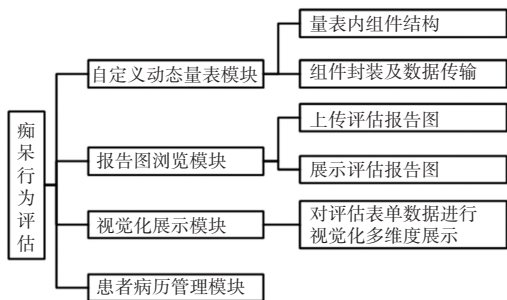 痴呆行为评估
自定义动态量表模块
量表内组件结构
组件封装及数据传输
报告图浏览模块
上传评估报告图
展示评估报告图
视觉化展示模块
对评估表单数据进行
视觉化多维度展示
患者病历管理模块